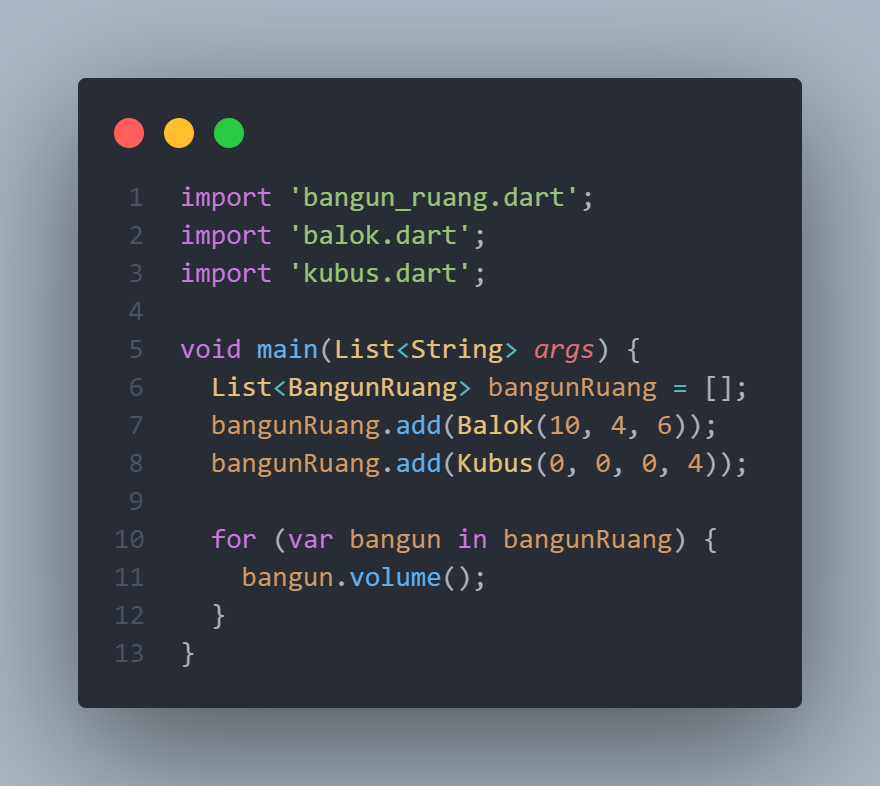 1 import 'bangun_ruang.dart';
2 import 'balok.dart';
3 import 'kubus.dart';
4
5 void main(List<String> args) {
6   List<BangunRuang> bangunRuang = [];
7   bangunRuang.add(Balok(10, 4, 6));
8   bangunRuang.add(Kubus(0, 0, 0, 4));
9
10   for (var bangun in bangunRuang) {
11     bangun.volume();
12   }
13 }